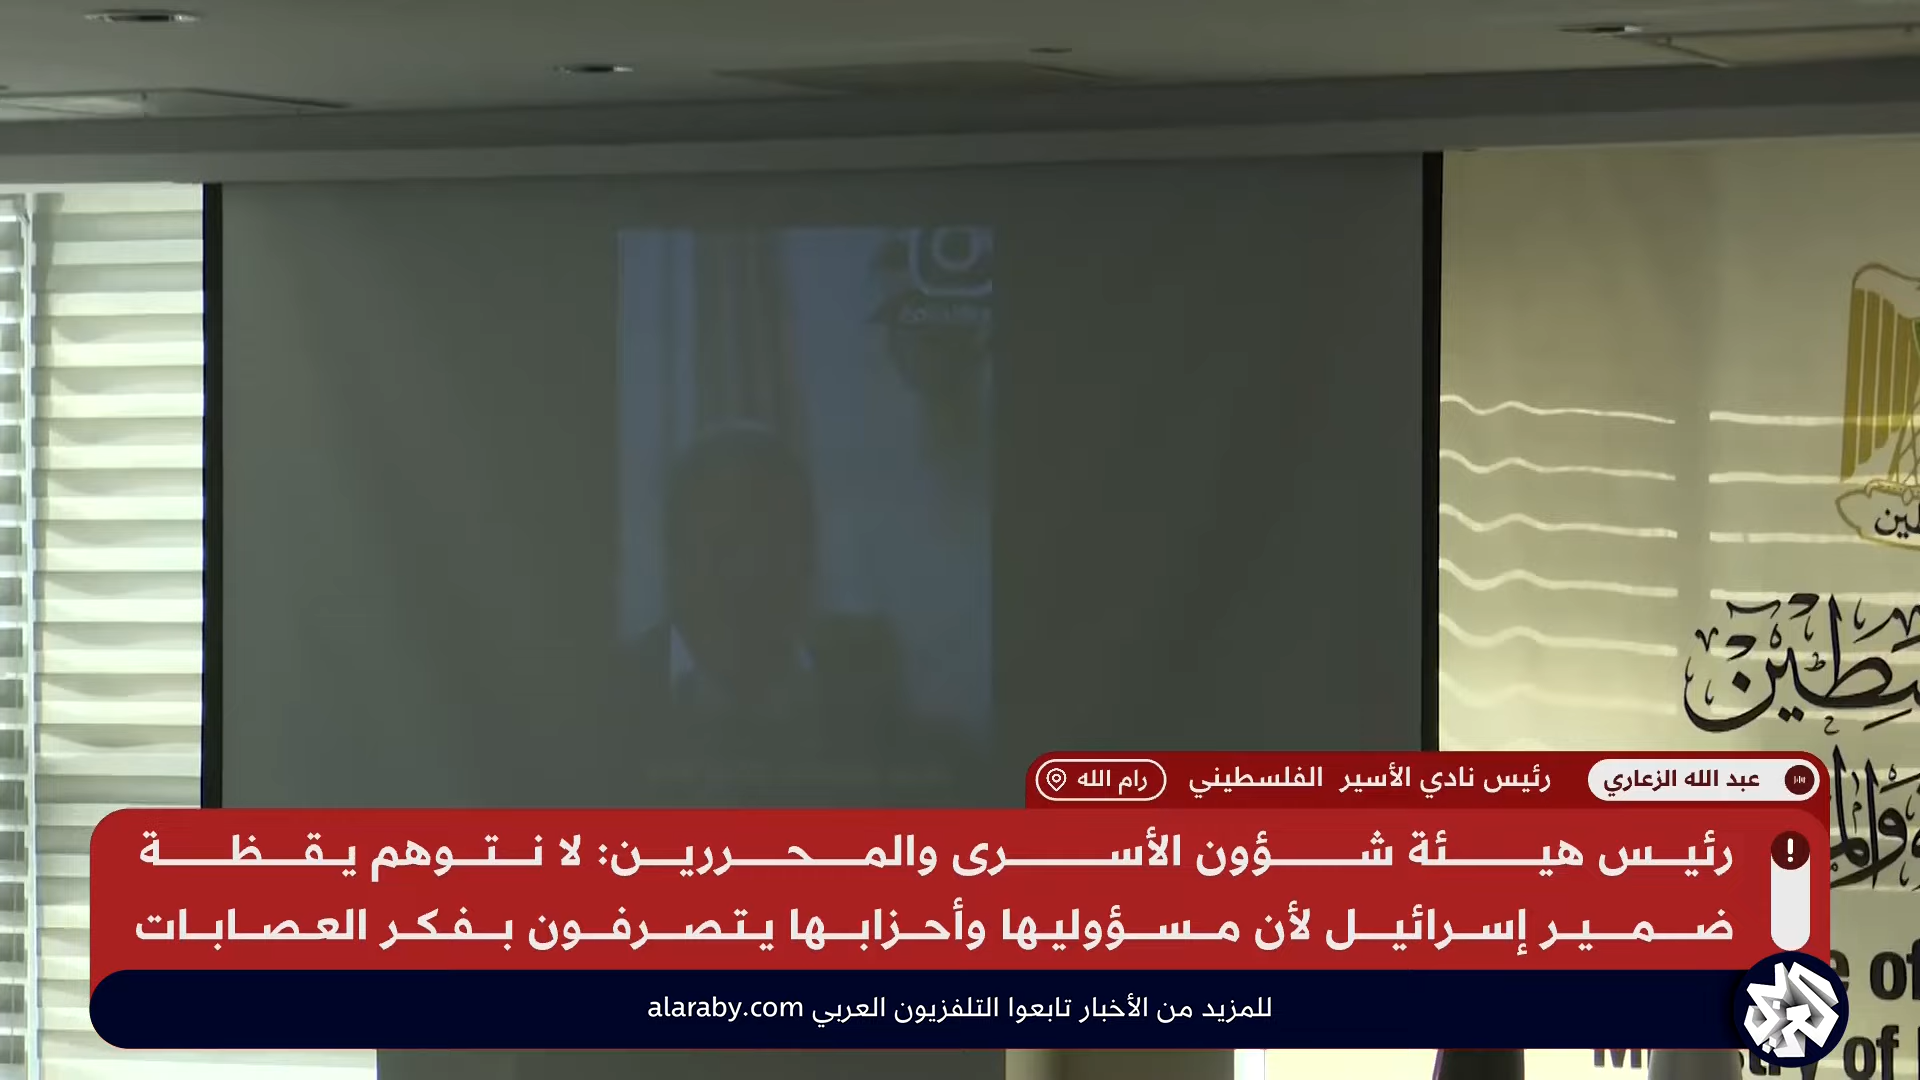 عبد الله الزعاري
رئيس نادي الأسير الفلسطيني
رام الله
رئيس هيئة شؤون الأسرى والمحررين: لا نتوهم يقظة
ضمير إسرائيل لأن مسؤوليها وأحزابها يتصرفون بفكر العصابات
للمزيد من الأخبار تابعوا التلفزيون العربي alaraby.com